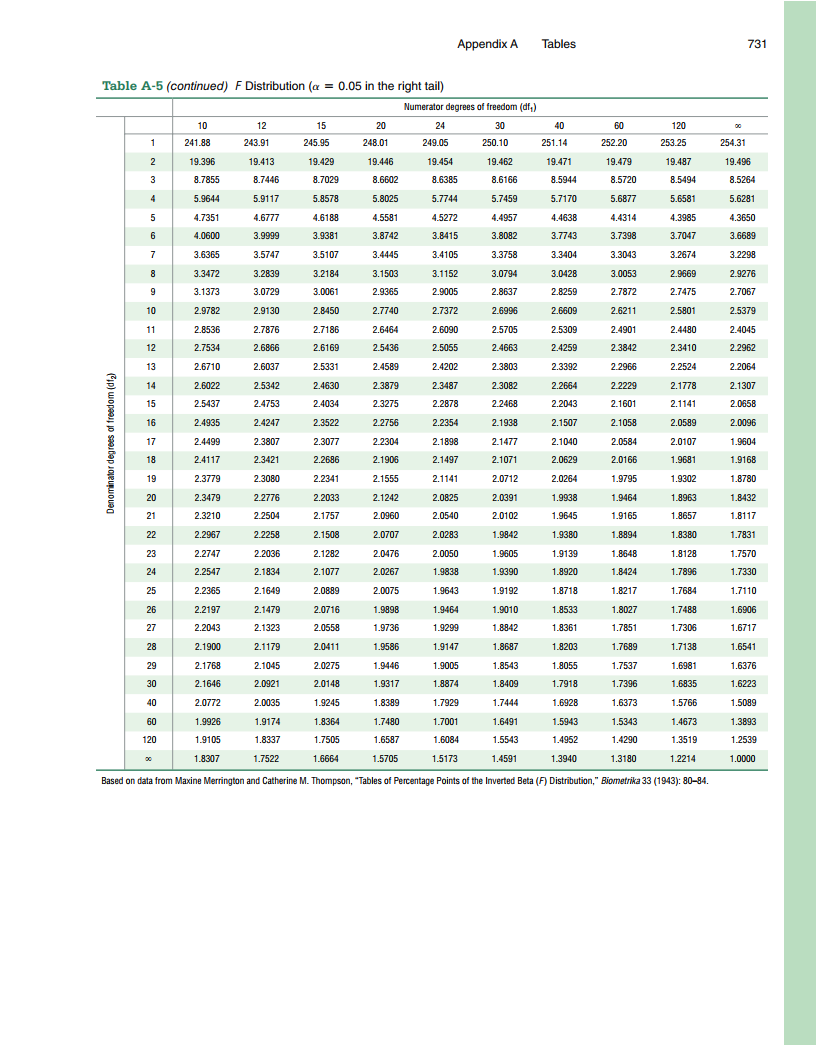 Appendix A Tables 731
Table A-5 (continued) F Distribution (α = 0.05 in the right tail)
Numerator degrees of freedom (df₁)
10 12 15 20 24 30 40 60 120 ∞
Denominator degrees of freedom (df₂)
1 241.88 243.91 245.95 248.01 249.05 250.10 251.14 252.20 253.25 254.31
2 19.396 19.413 19.429 19.446 19.454 19.462 19.471 19.479 19.487 19.496
3 8.7855 8.7446 8.7029 8.6602 8.6385 8.6166 8.5944 8.5720 8.5494 8.5264
4 5.9644 5.9117 5.8578 5.8025 5.7744 5.7459 5.7170 5.6877 5.6581 5.6281
5 4.7351 4.6777 4.6188 4.5581 4.5272 4.4957 4.4638 4.4314 4.3985 4.3650
6 4.0600 3.9999 3.9381 3.8742 3.8415 3.8082 3.7743 3.7398 3.7047 3.6689
7 3.6365 3.5747 3.5107 3.4445 3.4105 3.3758 3.3404 3.3043 3.2674 3.2298
8 3.3472 3.2839 3.2184 3.1503 3.1152 3.0794 3.0428 3.0053 2.9669 2.9276
9 3.1373 3.0729 3.0061 2.9365 2.9005 2.8637 2.8259 2.7872 2.7475 2.7067
10 2.9782 2.9130 2.8450 2.7740 2.7372 2.6996 2.6609 2.6211 2.5801 2.5379
11 2.8536 2.7876 2.7186 2.6464 2.6090 2.5705 2.5309 2.4901 2.4480 2.4045
12 2.7534 2.6866 2.6169 2.5436 2.5055 2.4663 2.4259 2.3842 2.3410 2.2962
13 2.6710 2.6037 2.5331 2.4589 2.4202 2.3803 2.3392 2.2966 2.2524 2.2064
14 2.6022 2.5342 2.4630 2.3879 2.3487 2.3082 2.2664 2.2229 2.1778 2.1307
15 2.5437 2.4753 2.4034 2.3275 2.2878 2.2468 2.2043 2.1601 2.1141 2.0658
16 2.4935 2.4247 2.3522 2.2756 2.2354 2.1938 2.1507 2.1058 2.0589 2.0096
17 2.4499 2.3807 2.3077 2.2304 2.1898 2.1477 2.1040 2.0584 2.0107 1.9604
18 2.4117 2.3421 2.2686 2.1906 2.1497 2.1071 2.0629 2.0166 1.9681 1.9168
19 2.3779 2.3080 2.2341 2.1555 2.1141 2.0712 2.0264 1.9795 1.9302 1.8780
20 2.3479 2.2776 2.2033 2.1242 2.0825 2.0391 1.9938 1.9464 1.8963 1.8432
21 2.3210 2.2504 2.1757 2.0960 2.0540 2.0102 1.9645 1.9165 1.8657 1.8117
22 2.2967 2.2258 2.1508 2.0707 2.0283 1.9842 1.9380 1.8894 1.8380 1.7831
23 2.2747 2.2036 2.1282 2.0476 2.0050 1.9605 1.9139 1.8648 1.8128 1.7570
24 2.2547 2.1834 2.1077 2.0267 1.9838 1.9390 1.8920 1.8424 1.7896 1.7330
25 2.2365 2.1649 2.0889 2.0075 1.9643 1.9192 1.8718 1.8217 1.7684 1.7110
26 2.2197 2.1479 2.0716 1.9898 1.9464 1.9010 1.8533 1.8027 1.7488 1.6906
27 2.2043 2.1323 2.0558 1.9736 1.9299 1.8842 1.8361 1.7851 1.7306 1.6717
28 2.1900 2.1179 2.0411 1.9586 1.9147 1.8687 1.8203 1.7689 1.7138 1.6541
29 2.1768 2.1045 2.0275 1.9446 1.9005 1.8543 1.8055 1.7537 1.6981 1.6376
30 2.1646 2.0921 2.0148 1.9317 1.8874 1.8409 1.7918 1.7396 1.6835 1.6223
40 2.0772 2.0035 1.9245 1.8389 1.7929 1.7444 1.6928 1.6373 1.5766 1.5089
60 1.9926 1.9174 1.8364 1.7480 1.7001 1.6491 1.5943 1.5343 1.4673 1.3893
120 1.9105 1.8337 1.7505 1.6587 1.6084 1.5543 1.4952 1.4290 1.3519 1.2539
∞ 1.8307 1.7522 1.6664 1.5705 1.5173 1.4591 1.3940 1.3180 1.2214 1.0000
Based on data from Maxine Merrington and Catherine M. Thompson, “Tables of Percentage Points of the Inverted Beta (F) Distribution,” Biometrika 33 (1943): 80–84.